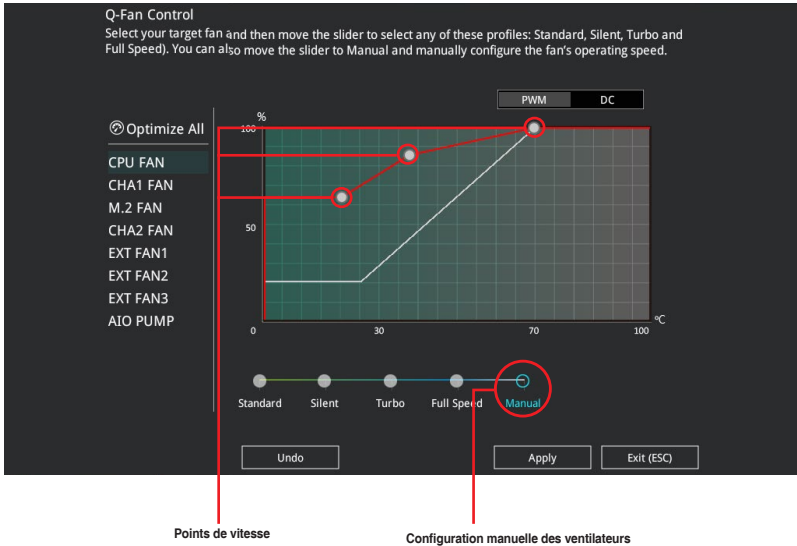 Q-Fan Control
Select your target fan and then move the slider to select any of these profiles: Standard, Silent, Turbo and
Full Speed). You can also move the slider to Manual and manually configure the fan's operating speed.
PWM DC
Optimize All
CPU FAN
CHA1 FAN
M.2 FAN
CHA2 FAN
EXT FAN1
EXT FAN2
EXT FAN3
AIO PUMP
%
100
50
0 30 70 100
ºC
Standard Silent Turbo Full Speed Manual
Undo Apply Exit (ESC)
Points de vitesse
Configuration manuelle des ventilateurs